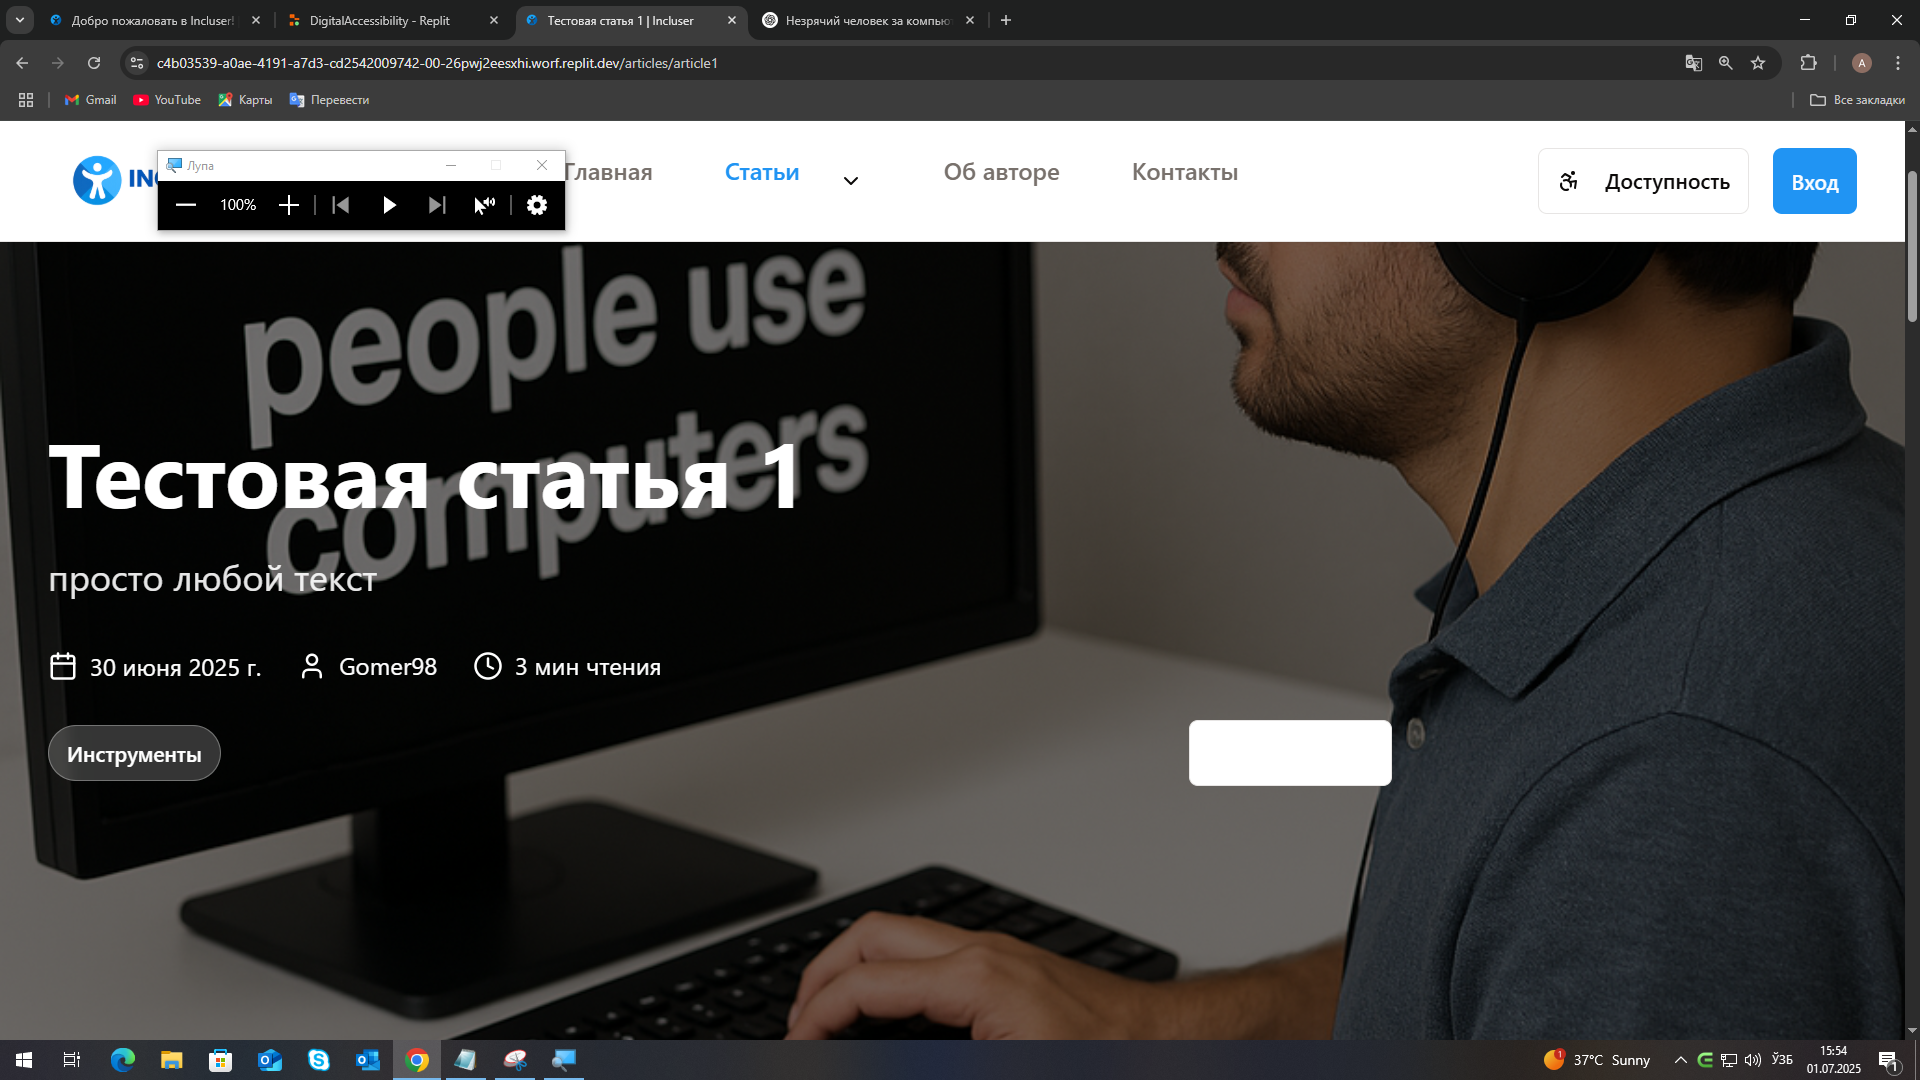 Добро пожаловать в Incluser!
DigitalAccessibility - Replit
Тестовая статья 1 | Incluser
Незрячий человек за компьют
c4b03539-a0ae-4191-a7d3-cd2542009742-00-26pwj2eesxhi.worf.replit.dev/articles/article1
A
Gmail
YouTube
Карты
Перевести
Все закладки
Лупа
100%
Главная
Статьи
Об авторе
Контакты
Доступность
Вход
people use
computers
Тестовая статья 1
просто любой текст
30 июня 2025 г.
Gomer98
3 мин чтения
Инструменты
1
37°C Sunny
ЎЗБ
15:54
01.07.2025
1